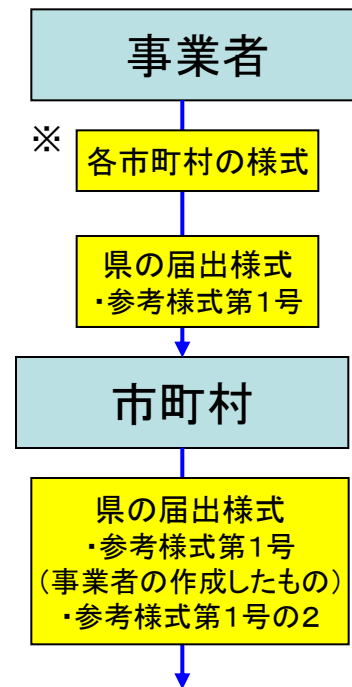 事業者
※
各市町村の様式
県の届出様式
・参考様式第1号
市町村
県の届出様式
・参考様式第1号
（事業者の作成したもの）
・参考様式第1号の2